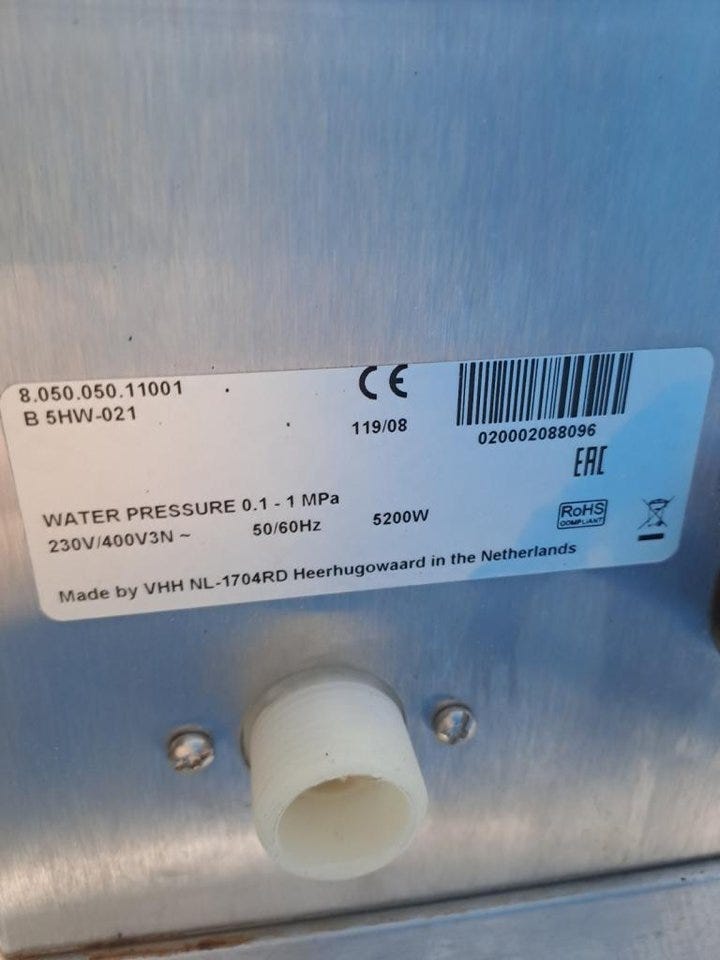 8.050.050.11001
B 5HW-021
CE
119/08
020002088096
EAC
WATER PRESSURE 0.1 - 1 MPa
230V/400V3N ~ 50/60Hz 5200W
RoHS
COMPLIANT
Made by VHH NL-1704RD Heerhugowaard in the Netherlands